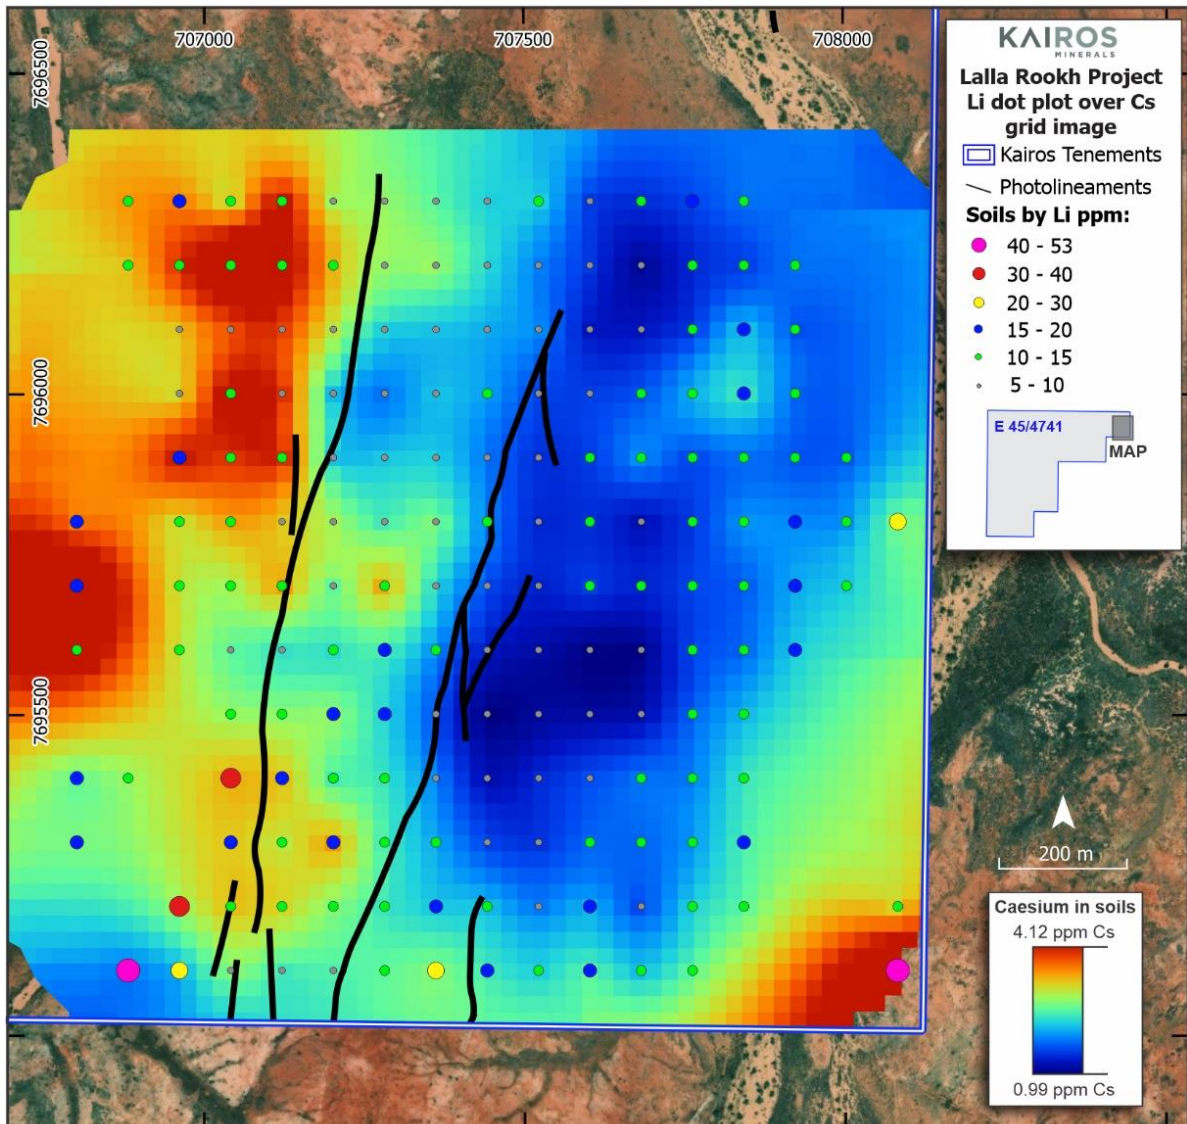 707000
707500
708000
7696500
7696000
7695500
KAIROS
MINERALS
Lalla Rookh Project
Li dot plot over Cs
grid image
Kairos Tenements
Photolineaments
Soils by Li ppm:
40 - 53
30 - 40
20 - 30
15 - 20
10 - 15
5 - 10
E 45/4741
MAP
200 m
Caesium in soils
4.12 ppm Cs
0.99 ppm Cs